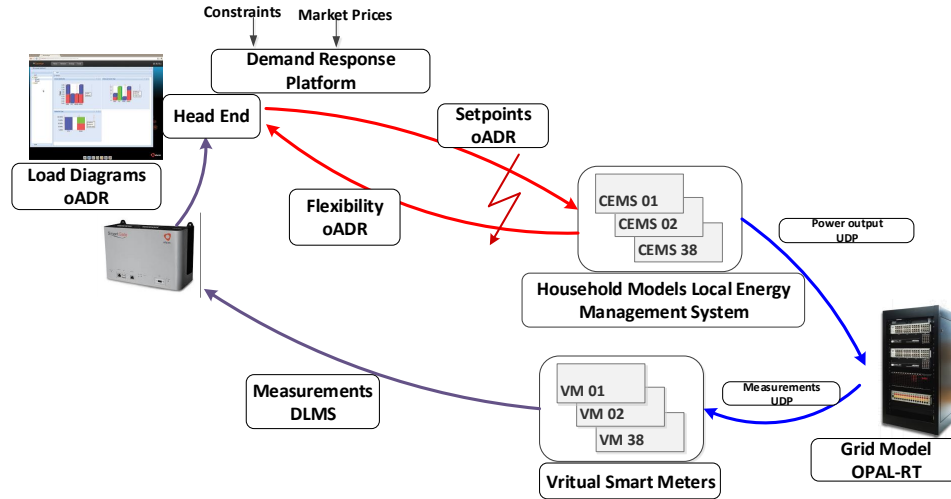 Constraints
Market Prices
Demand Response
Platform
Head End
Setpoints
oADR
Load Diagrams
oADR
Flexibility
oADR
CEMS 01
CEMS 02
CEMS 38
Power output
UDP
Household Models Local Energy
Management System
Measurements
DLMS
VM 01
VM 02
VM 38
Measurements
UDP
Vritual Smart Meters
Grid Model
OPAL-RT